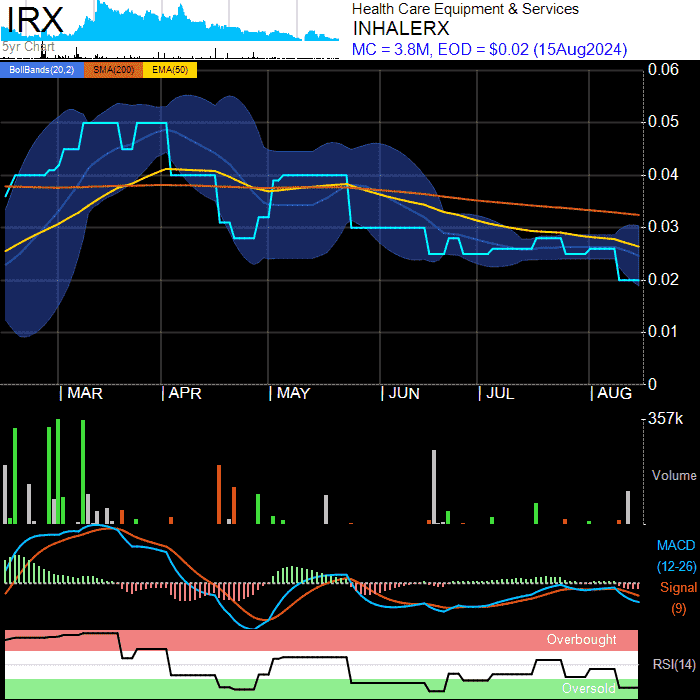 IRX
5yr Chart
Health Care Equipment & Services
INHALERX
MC = 3.8M, EOD = $0.02 (15Aug2024)
BollBands(20,2) SMA(200) EMA(50)
0.06
0.05
0.04
0.03
0.02
0.01
0
MAR APR MAY JUN JUL AUG
357k
Volume
MACD
(12-26)
Signal
(9)
Overbought
RSI(14)
Oversold